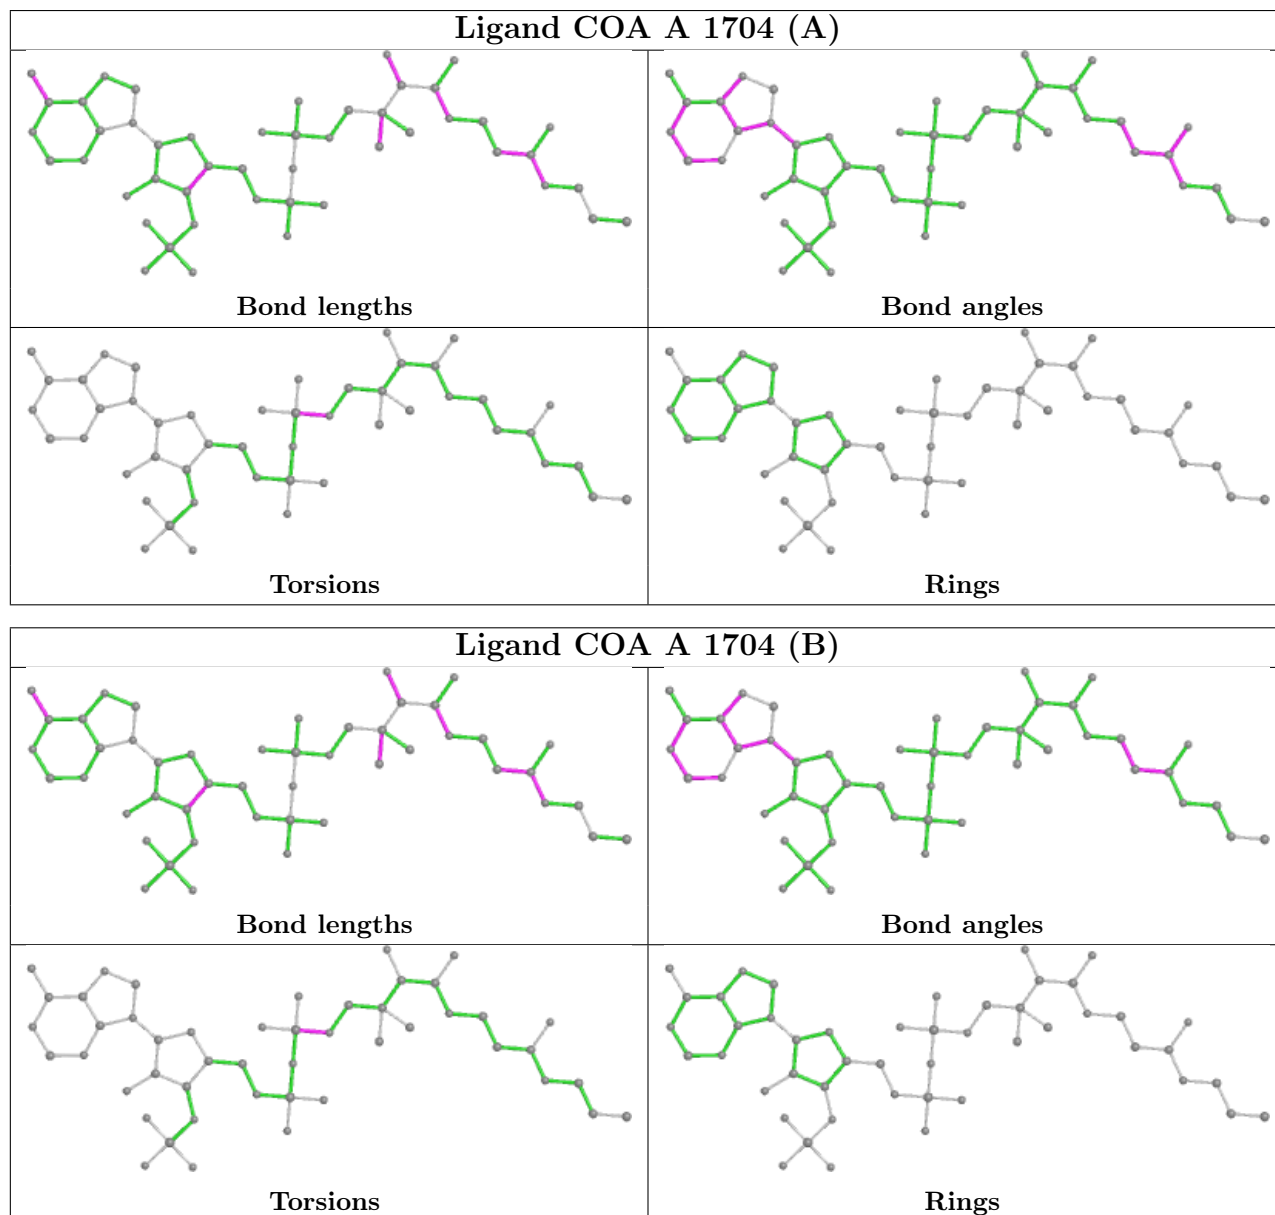 Ligand COA A 1704 (A)
Bond lengths
Bond angles
Torsions
Rings
Ligand COA A 1704 (B)
Bond lengths
Bond angles
Torsions
Rings